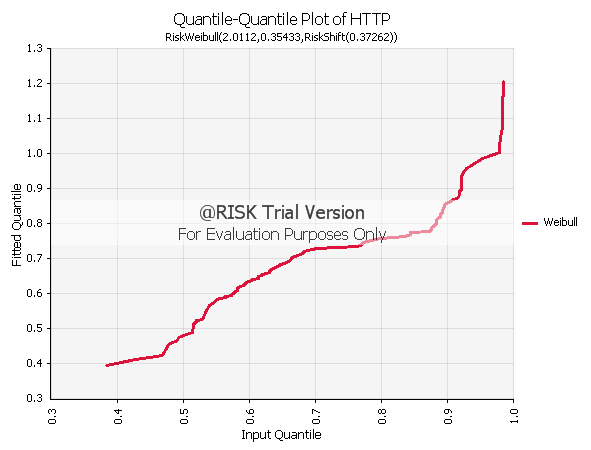 Quantile-Quantile Plot of HTTP
RiskWeibull(2.0112,0.35433,RiskShift(0.37262))
1.3
1.2
1.1
1.0
0.9
0.8
0.7
0.6
0.5
0.4
0.3
Fitted Quantile
@RISK Trial Version
For Evaluation Purposes Only
Weibull
0.3
0.4
0.5
0.6
0.7
0.8
0.9
1.0
Input Quantile